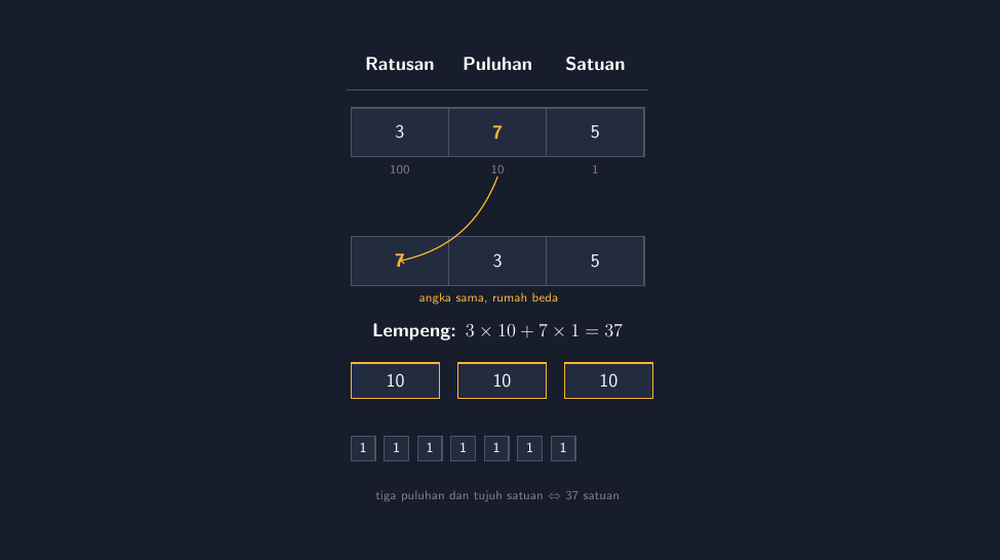 Ratusan Puluhan Satuan
3 7 5
100 10 1
7 3 5
angka sama, rumah beda
Lempeng: 3 × 10 + 7 × 1 = 37
10 10 10
1 1 1 1 1 1 1
tiga puluhan dan tujuh satuan ⇔ 37 satuan